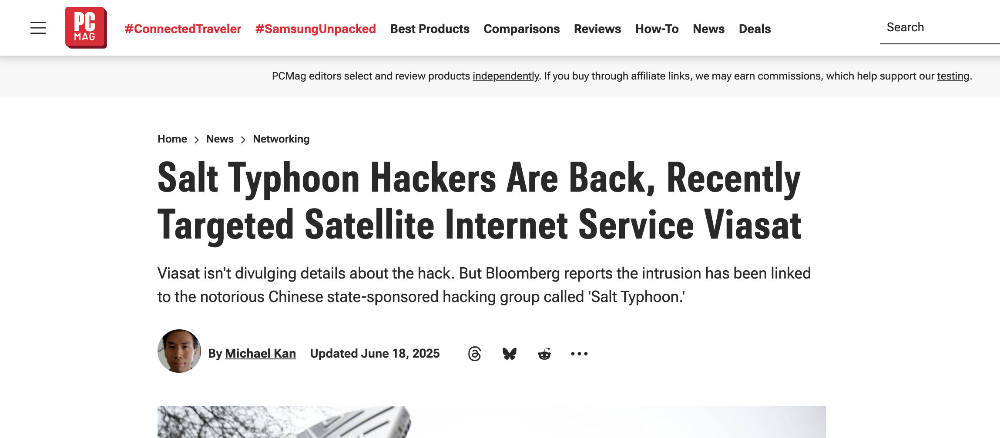 PC
MAG
#ConnectedTraveler #SamsungUnpacked Best Products Comparisons Reviews How-To News Deals Search
PCMag editors select and review products independently. If you buy through affiliate links, we may earn commissions, which help support our testing.
Home > News > Networking
Salt Typhoon Hackers Are Back, Recently
Targeted Satellite Internet Service Viasat
Viasat isn't divulging details about the hack. But Bloomberg reports the intrusion has been linked
to the notorious Chinese state-sponsored hacking group called 'Salt Typhoon.'
By Michael Kan Updated June 18, 2025